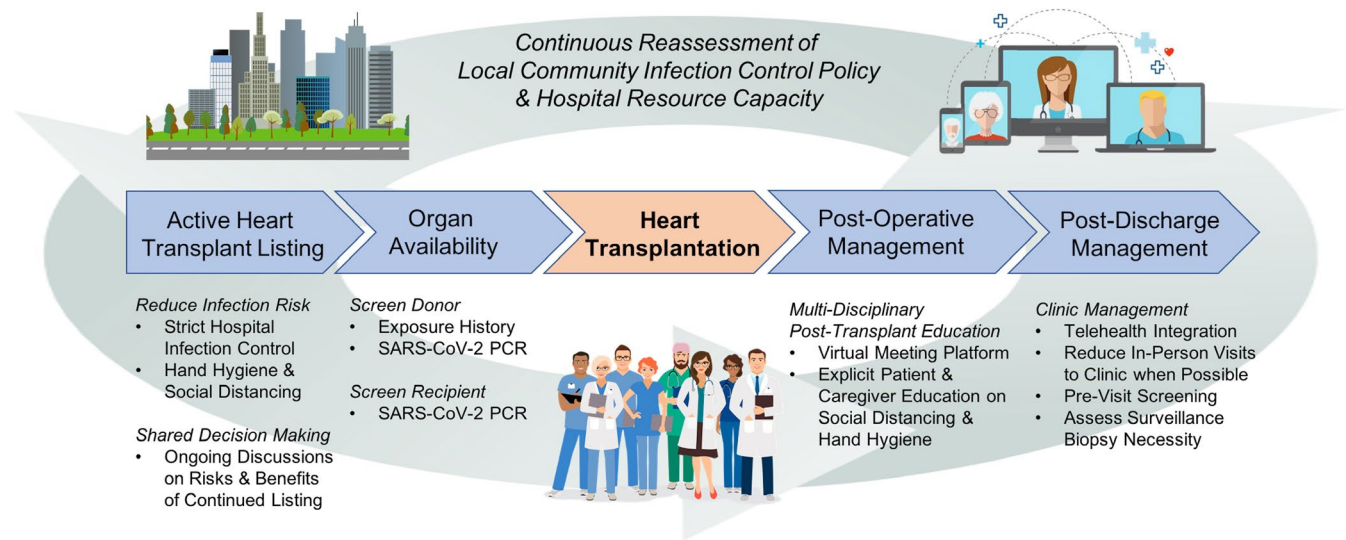 Continuous Reassessment of
Local Community Infection Control Policy
& Hospital Resource Capacity
Active Heart
Transplant Listing
Organ
Availability
Heart
Transplantation
Post-Operative
Management
Post-Discharge
Management
Reduce Infection Risk
• Strict Hospital
Infection Control
• Hand Hygiene &
Social Distancing
Shared Decision Making
• Ongoing Discussions
on Risks & Benefits
of Continued Listing
Screen Donor
• Exposure History
• SARS-CoV-2 PCR
Screen Recipient
• SARS-CoV-2 PCR
Multi-Disciplinary
Post-Transplant Education
• Virtual Meeting Platform
• Explicit Patient &
Caregiver Education on
Social Distancing &
Hand Hygiene
Clinic Management
• Telehealth Integration
• Reduce In-Person Visits
to Clinic when Possible
• Pre-Visit Screening
• Assess Surveillance
Biopsy Necessity